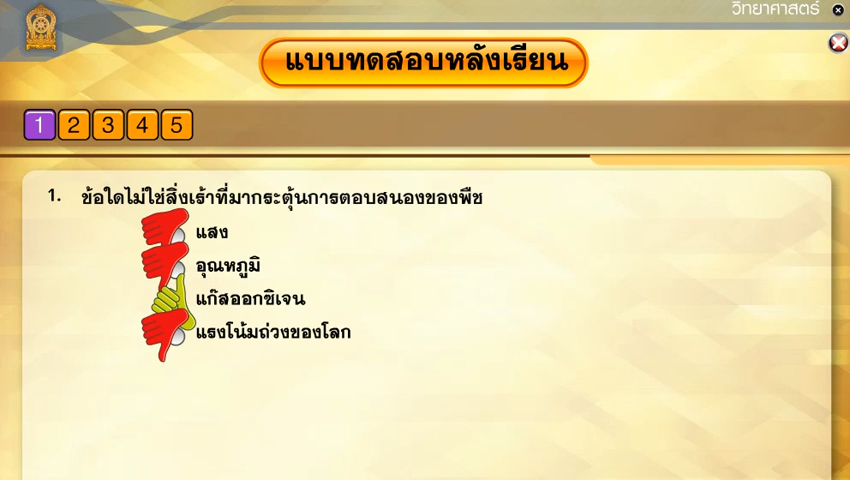 วิทยาศาสตร์
แบบทดสอบหลังเรียน
1 2 3 4 5
1. ข้อใดไม่ใช่สิ่งเร้าที่มากระตุ้นการตอบสนองของพืช
แสง
อุณหภูมิ
แก๊สออกซิเจน
แรงโน้มถ่วงของโลก